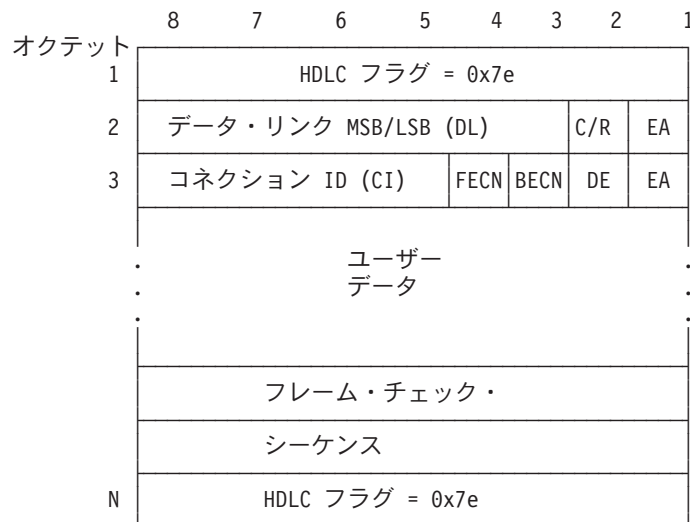 8 7 6 5 4 3 2 1
オクテット
1 HDLC フラグ = 0x7e
2 データ・リンク MSB/LSB (DL) C/R EA
3 コネクション ID (CI) FECN BECN DE EA
ユーザー
データ
フレーム・チェック・
シーケンス
N HDLC フラグ = 0x7e